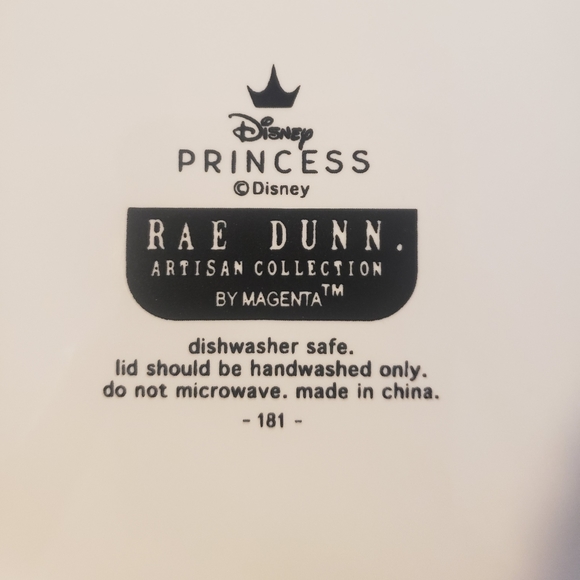 Disney
PRINCESS
©Disney
RAE DUNN.
ARTISAN COLLECTION
BY MAGENTA™
dishwasher safe.
lid should be handwashed only.
do not microwave. made in china.
- 181 -